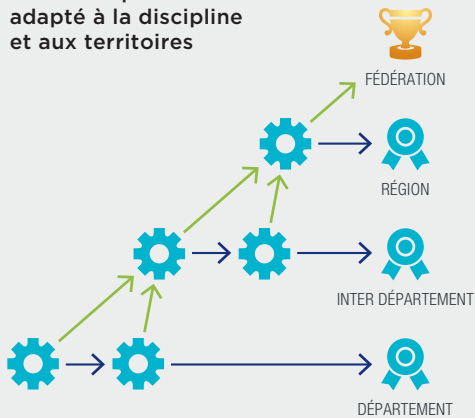 adapté à la discipline
et aux territoires
FÉDÉRATION
RÉGION
INTER DÉPARTEMENT
DÉPARTEMENT